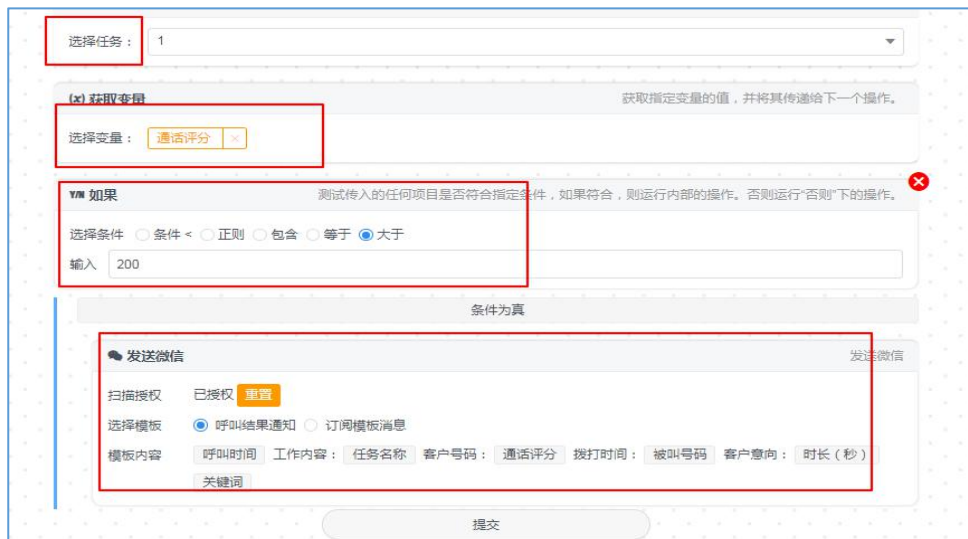 选择任务： 1
(x) 获取变量 获取指定变量的值，并将其传递给下一个操作。
选择变量： 通话评分 ×
Y/N 如果 测试传入的任何项目是否符合指定条件，如果符合，则运行内部的操作。否则运行“否则”下的操作。
选择条件 条件 < 正则 包含 等于 大于
输入 200
条件为真
发送微信 发送微信
扫描授权 已授权 重置
选择模板 呼叫结果通知 订阅模板消息
模板内容 呼叫时间 工作内容： 任务名称 客户号码： 通话评分 拨打时间： 被叫号码 客户意向： 时长（秒）
关键词
提交